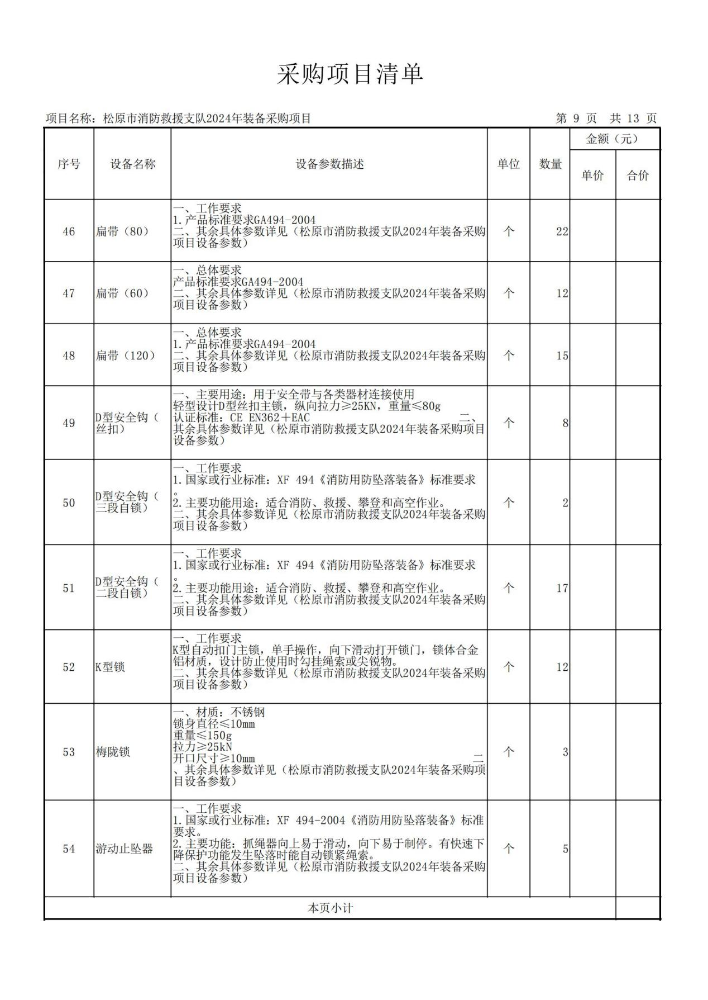 采购项目清单
项目名称：松原市消防救援支队2024年装备采购项目
第 9 页 共 13 页
序号 设备名称 设备参数描述 单位 数量 金额（元）
单价 合价
46 扁带（80） 一、工作要求
1.产品标准要求GA494-2004
二、其余具体参数详见（松原市消防救援支队2024年装备采购
项目设备参数）
个 22
47 扁带（60） 一、总体要求
产品标准要求GA494-2004
二、其余具体参数详见（松原市消防救援支队2024年装备采购
项目设备参数）
个 12
48 扁带（120） 一、总体要求
1.产品标准要求GA494-2004
二、其余具体参数详见（松原市消防救援支队2024年装备采购
项目设备参数）
个 15
49 D型安全钩（
丝扣）
一、主要用途：用于安全带与各类器材连接使用
轻型设计D型丝扣主锁，纵向拉力≥25KN，重量≤80g
认证标准：CE EN362＋EAC 二、
其余具体参数详见（松原市消防救援支队2024年装备采购项目
设备参数）
个 8
50 D型安全钩（
三段自锁）
一、工作要求
1.国家或行业标准：XF 494《消防用防坠落装备》标准要求
。
2.主要功能用途：适合消防、救援、攀登和高空作业。
二、其余具体参数详见（松原市消防救援支队2024年装备采购
项目设备参数）
个 2
51 D型安全钩（
二段自锁）
一、工作要求
1.国家或行业标准：XF 494《消防用防坠落装备》标准要求
。
2.主要功能用途：适合消防、救援、攀登和高空作业。
二、其余具体参数详见（松原市消防救援支队2024年装备采购
项目设备参数）
个 17
52 K型锁 一、工作要求
K型自动扣门主锁，单手操作，向下滑动打开锁门，锁体合金
铝材质，设计防止使用时勾挂绳索或尖锐物。
二、其余具体参数详见（松原市消防救援支队2024年装备采购
项目设备参数）
个 12
53 梅陇锁 一、材质：不锈钢
锁身直径≤10mm
重量≤150g
拉力≥25kN
开口尺寸≥10mm 二
、其余具体参数详见（松原市消防救援支队2024年装备采购项
目设备参数）
个 3
54 游动止坠器 一、工作要求
1.国家或行业标准：XF 494-2004《消防用防坠落装备》标准
要求。
2.主要功能：抓绳器向上易于滑动，向下易于制停。有快速下
降保护功能发生坠落时能自动锁紧绳索。
二、其余具体参数详见（松原市消防救援支队2024年装备采购
项目设备参数）
个 5
本页小计